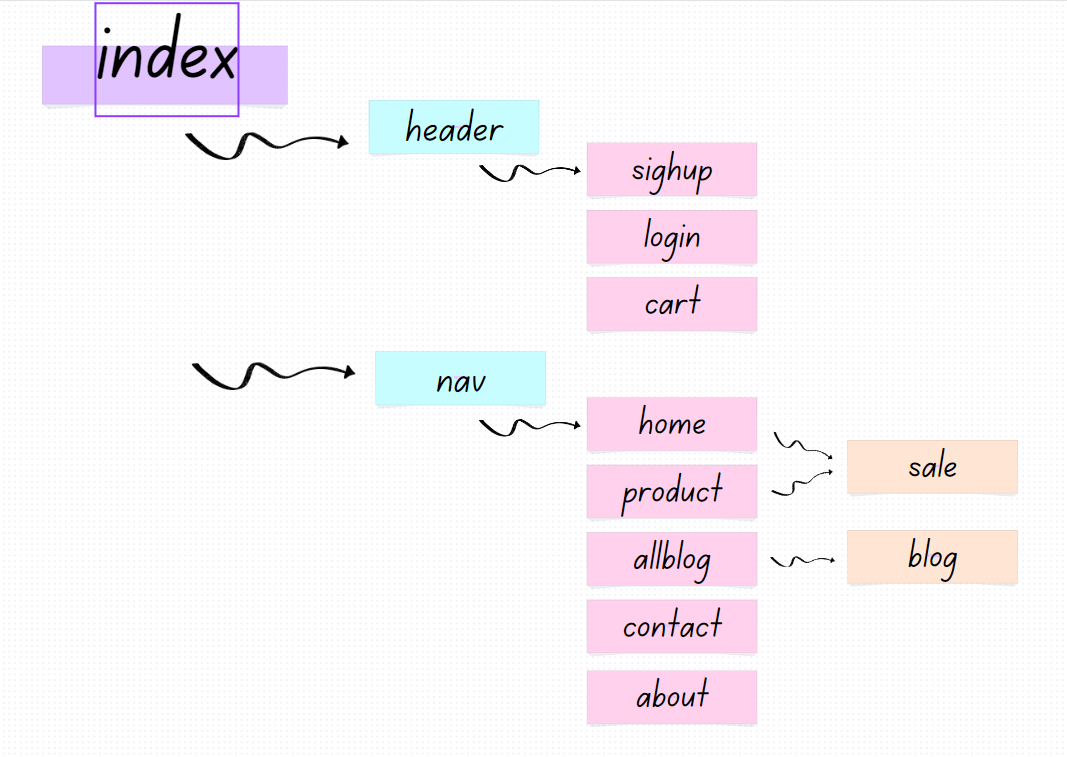 index
header
sighup
login
cart
nav
home
product
sale
allblog
blog
contact
about